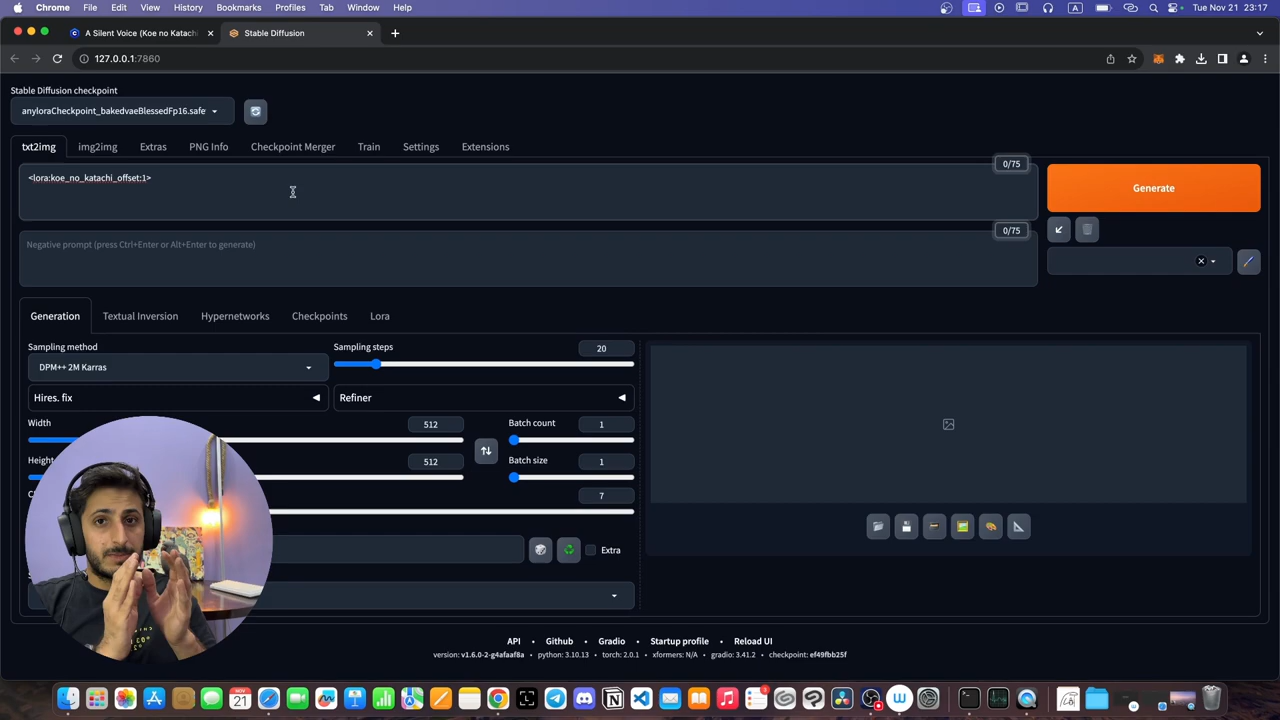 Chrome File Edit View History Bookmarks Profiles Tab Window Help Tue Nov 21 23:17
A Silent Voice (Koe no Katach Stable Diffusion
127.0.0.1:7860
Stable Diffusion checkpoint
anyloraCheckpoint_bakedvaeBlessedFp16.safe
txt2img img2img Extras PNG Info Checkpoint Merger Train Settings Extensions
0/75
<lora:koe_no_katachi_offset:1>
Generate
0/75
Negative prompt (press Ctrl+Enter or Alt+Enter to generate)
Generation Textual Inversion Hypernetworks Checkpoints Lora
Sampling method Sampling steps 20
DPM++ 2M Karras
Hires. fix Refiner
Width 512 Batch count 1
Height 512 Batch size 1
7
Extra
API • Github • Gradio • Startup profile • Reload UI
version: v1.6.0-2-g4afaaf8a • python: 3.10.13 • torch: 2.0.1 • xformers: N/A • gradio: 3.41.2 • checkpoint: ef49fbb25f
NOV
21